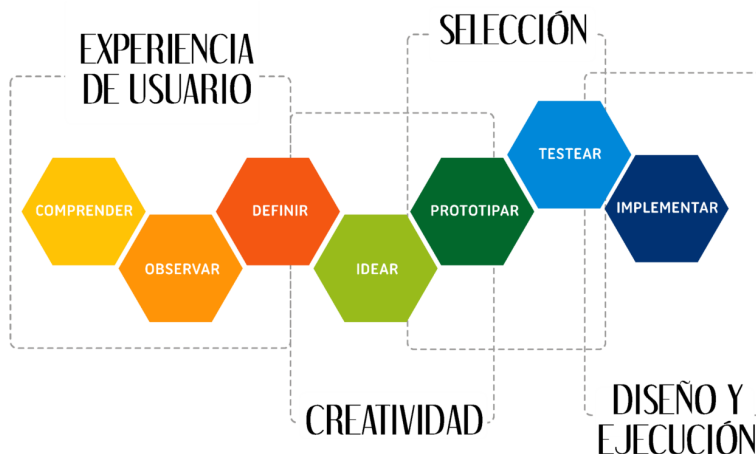 EXPERIENCIA
DE USUARIO
SELECCIÓN
COMPRENDER
OBSERVAR
DEFINIR
IDEAR
PROTOTIPAR
TESTEAR
IMPLEMENTAR
CREATIVIDAD
DISEÑO Y
EJECUCIÓN